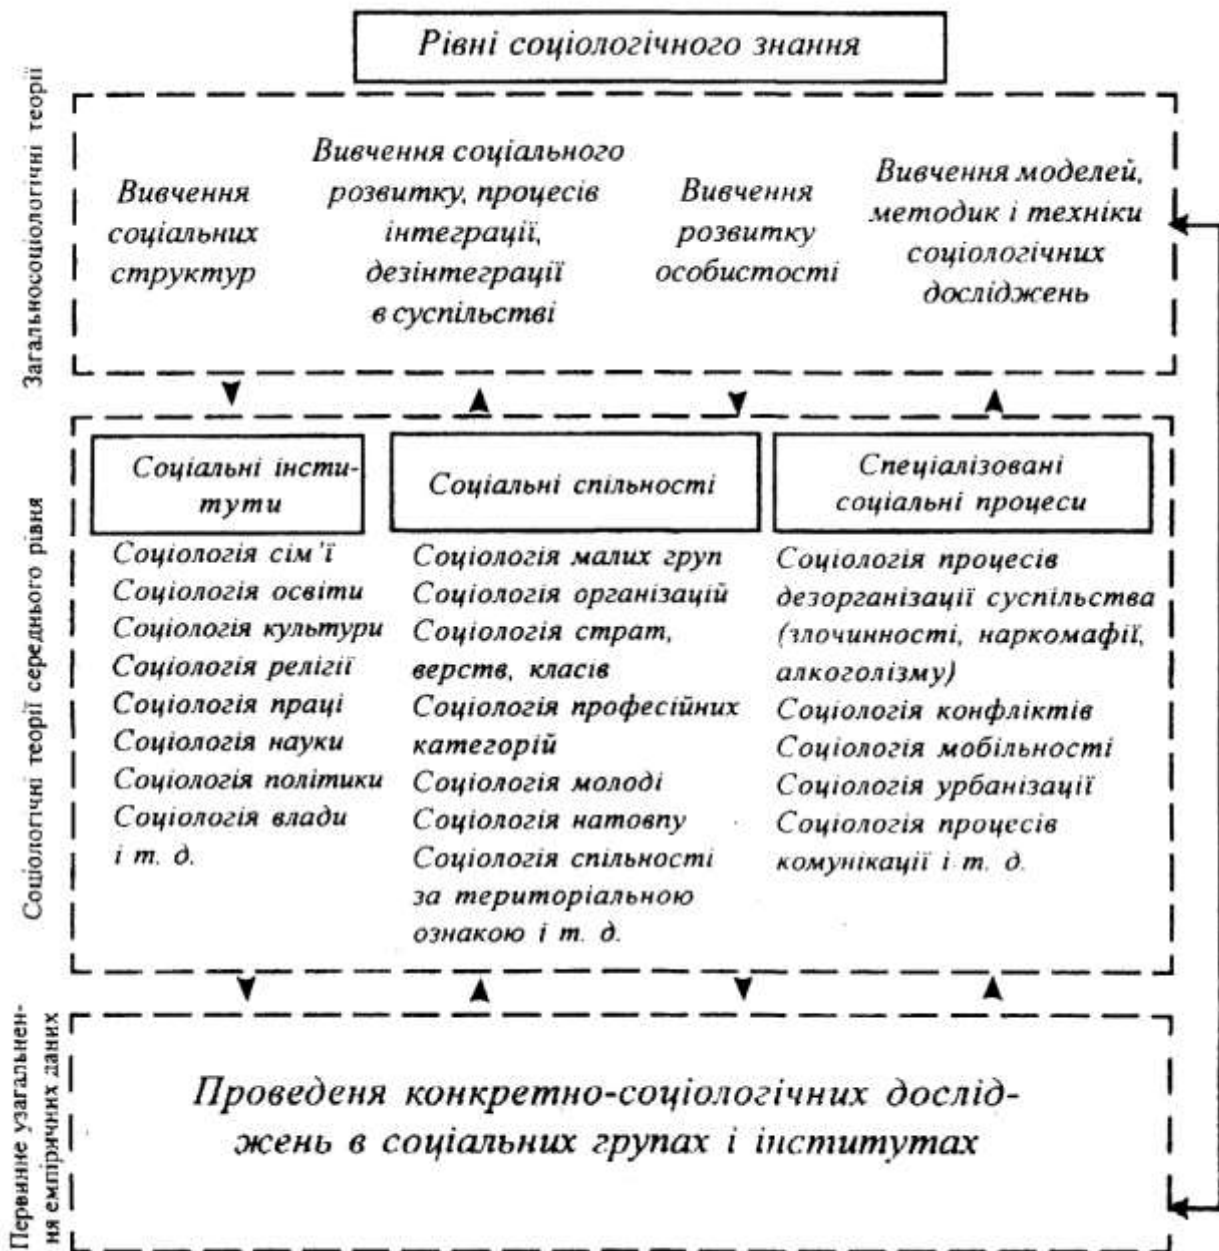 Рівні соціологічного знання
Загальносоціологічні теорії
Вивчення
соціальних
структур
Вивчення соціального
розвитку, процесів
інтеграції,
дезінтеграції
в суспільстві
Вивчення
розвитку
особистості
Вивчення моделей,
методик і техніки
соціологічних
досліджень
Соціологічні теорії середнього рівня
Соціальні інсти-
тути
Соціологія сім'ї
Соціологія освіти
Соціологія культури
Соціологія релігії
Соціологія праці
Соціологія науки
Соціологія політики
Соціологія влади
і т. д.
Соціальні спільності
Соціологія малих груп
Соціологія організацій
Соціологія страт,
верств, класів
Соціологія професійних
категорій
Соціологія молоді
Соціологія натовпу
Соціологія спільності
за територіальною
ознакою і т. д.
Спеціалізовані
соціальні процеси
Соціологія процесів
дезорганізації суспільства
(злочинності, наркомафії,
алкоголізму)
Соціологія конфліктів
Соціологія мобільності
Соціологія урбанізації
Соціологія процесів
комунікації і т. д.
Первинне узагальнен-
ня емпіричних даних
Проведеня конкретно-соціологічних дослід-
жень в соціальних групах і інститутах